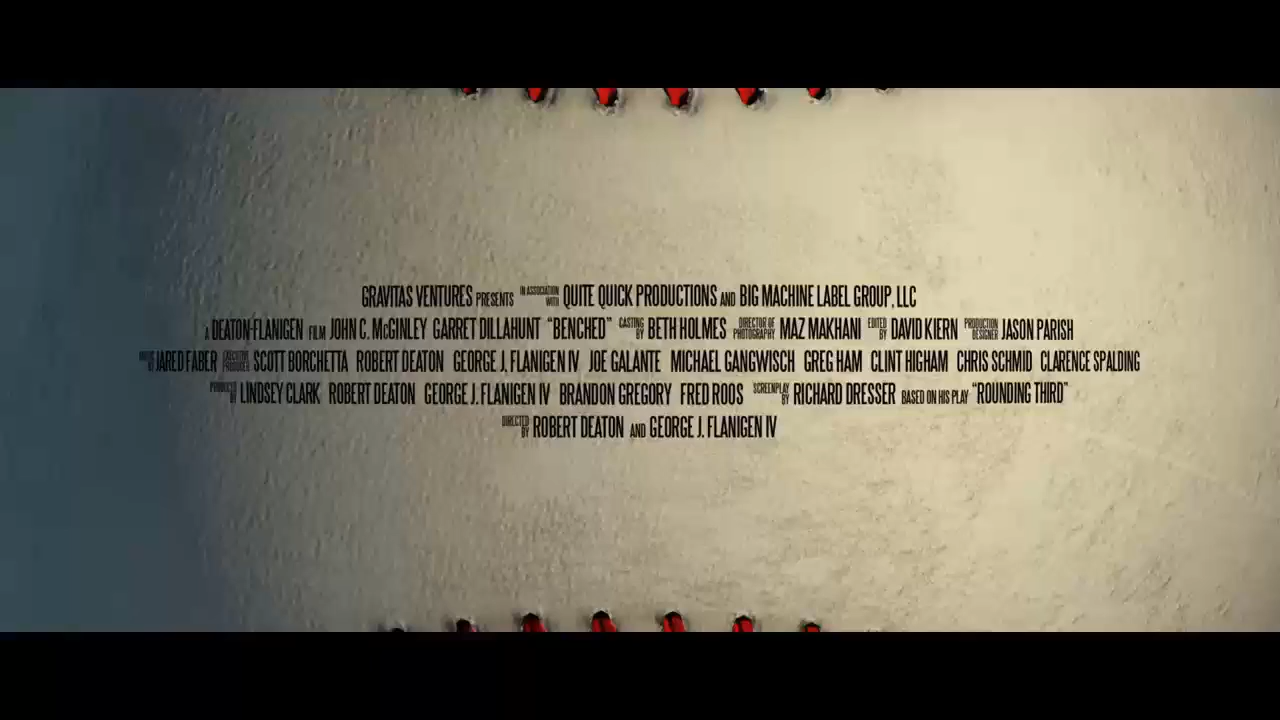 GRAVITAS VENTURES PRESENTS IN ASSOCIATION WITH QUITE QUICK PRODUCTIONS AND BIG MACHINE LABEL GROUP, LLC
A DEATON-FLANIGEN FILM JOHN C. McGINLEY GARRET DILLAHUNT "BENCHED" CASTING BY BETH HOLMES DIRECTOR OF PHOTOGRAPHY MAZ MAKHANI EDITED BY DAVID KIERN PRODUCTION DESIGNER JASON PARISH
JARED FABER EXECUTIVE PRODUCER SCOTT BORCHETTA ROBERT DEATON GEORGE J. FLANIGEN IV JOE GALANTE MICHAEL GANGWISCH GREG HAM CLINT HIGHAM CHRIS SCHMID CLARENCE SPALDING
PRODUCED BY LINDSEY CLARK ROBERT DEATON GEORGE J. FLANIGEN IV BRANDON GREGORY FRED ROOS SCREENPLAY BY RICHARD DRESSER BASED ON HIS PLAY "ROUNDING THIRD"
DIRECTED BY ROBERT DEATON AND GEORGE J. FLANIGEN IV